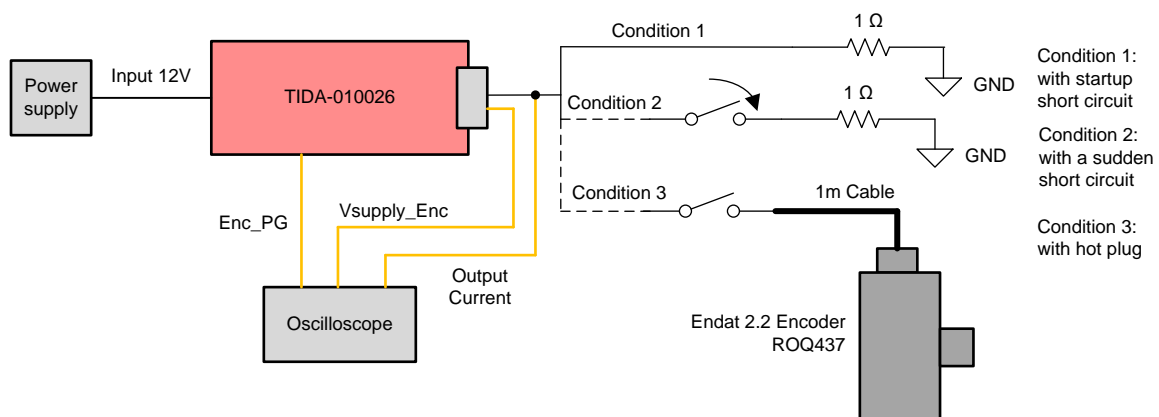 Power
supply
Input 12V
TIDA-010026
Condition 1
1 Ω
GND
Condition 2
1 Ω
GND
Condition 3
1m Cable
Enc_PG
Vsupply_Enc
Output
Current
Oscilloscope
Endat 2.2 Encoder
ROQ437
Condition 1:
with startup
short circuit
Condition 2:
with a sudden
short circuit
Condition 3:
with hot plug